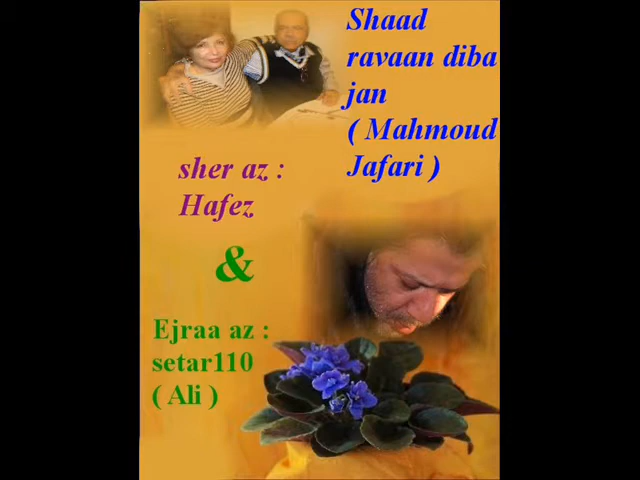 Shaad
ravaan diba
jan
( Mahmoud
Jafari )
sher az :
Hafez
&
Ejraa az :
setar110
( Ali )